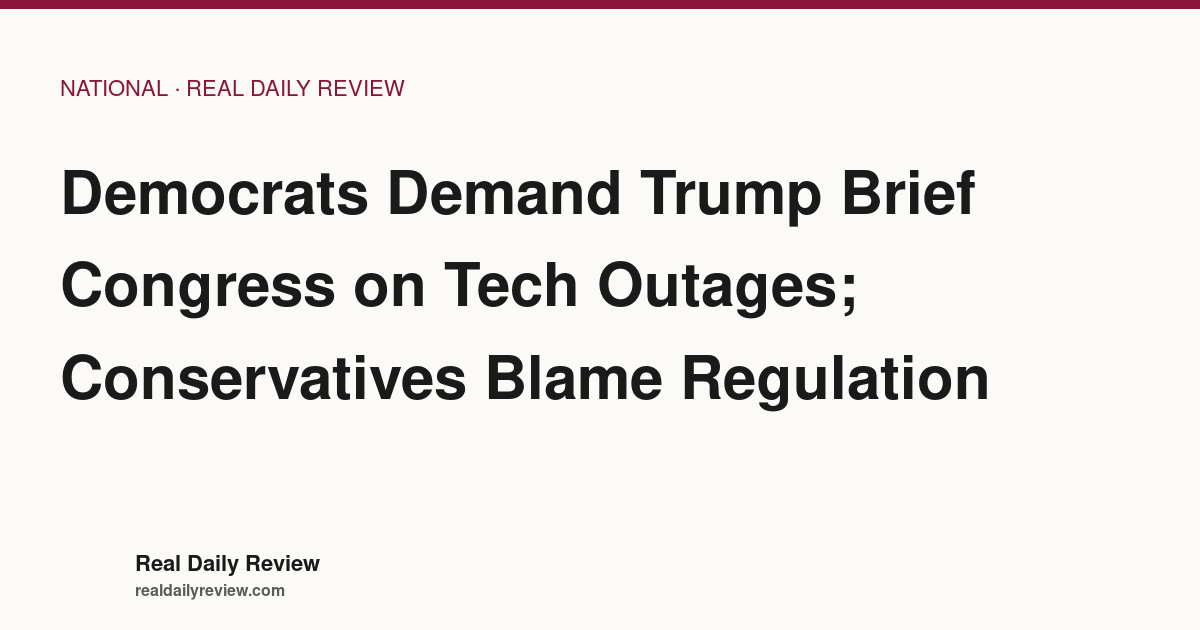 NATIONAL · REAL DAILY REVIEW
Democrats Demand Trump Brief
Congress on Tech Outages;
Conservatives Blame Regulation
Real Daily Review
realdailyreview.com